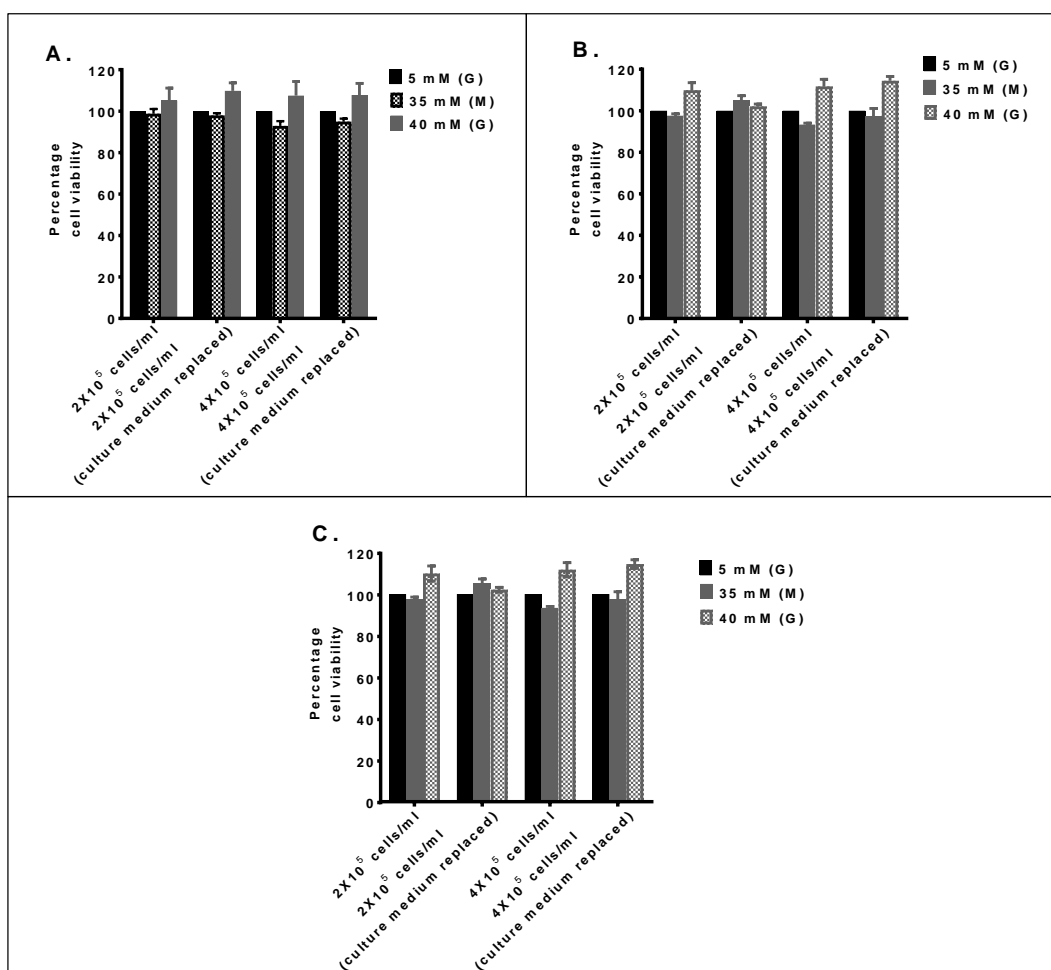 A.
5 mM (G)
35 mM (M)
40 mM (G)
Percentage
cell viability
120
100
80
60
40
20
0
2X10⁵ cells/ml
2X10⁵ cells/ml
(culture medium replaced)
4X10⁵ cells/ml
4X10⁵ cells/ml
(culture medium replaced)
B.
5 mM (G)
35 mM (M)
40 mM (G)
Percentage
cell viability
120
100
80
60
40
20
0
2X10⁵ cells/ml
2X10⁵ cells/ml
(culture medium replaced)
4X10⁵ cells/ml
4X10⁵ cells/ml
(culture medium replaced)
C.
5 mM (G)
35 mM (M)
40 mM (G)
Percentage
cell viability
120
100
80
60
40
20
0
2X10⁵ cells/ml
2X10⁵ cells/ml
(culture medium replaced)
4X10⁵ cells/ml
4X10⁵ cells/ml
(culture medium replaced)